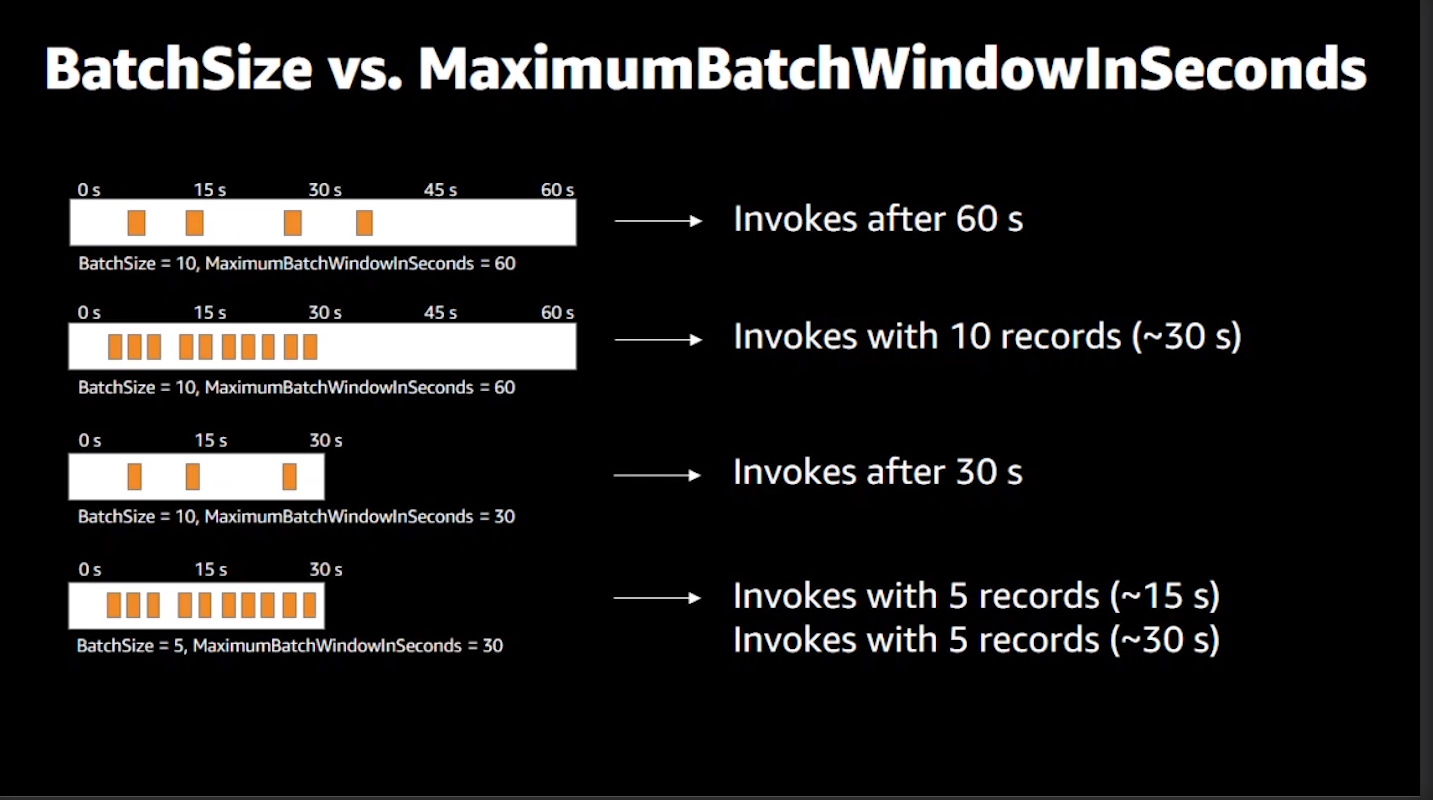 BatchSize vs. MaximumBatchWindowInSeconds
0 s 15 s 30 s 45 s 60 s
Invokes after 60 s
BatchSize = 10, MaximumBatchWindowInSeconds = 60
0 s 15 s 30 s 45 s 60 s
Invokes with 10 records (~30 s)
BatchSize = 10, MaximumBatchWindowInSeconds = 60
0 s 15 s 30 s
Invokes after 30 s
BatchSize = 10, MaximumBatchWindowInSeconds = 30
0 s 15 s 30 s
Invokes with 5 records (~15 s)
Invokes with 5 records (~30 s)
BatchSize = 5, MaximumBatchWindowInSeconds = 30